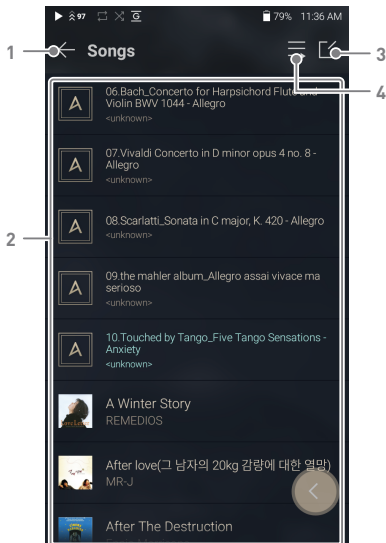 97 G 79% 11:36 AM
1 Songs 3
4
06.Bach_Concerto for Harpsichord Flute and
Violin BWV 1044 - Allegro
<unknown>
07.Vivaldi Concerto in D minor opus 4 no. 8 -
Allegro
<unknown>
2
08.Scarlatti_Sonata in C major, K. 420 - Allegro
<unknown>
09.the mahler album_Allegro assai vivace ma
serioso
<unknown>
10.Touched by Tango_Five Tango Sensations -
Anxiety
<unknown>
A Winter Story
REMEDIOS
After love(그 남자의 20kg 감량에 대한 열망)
MR-J
After The Destruction